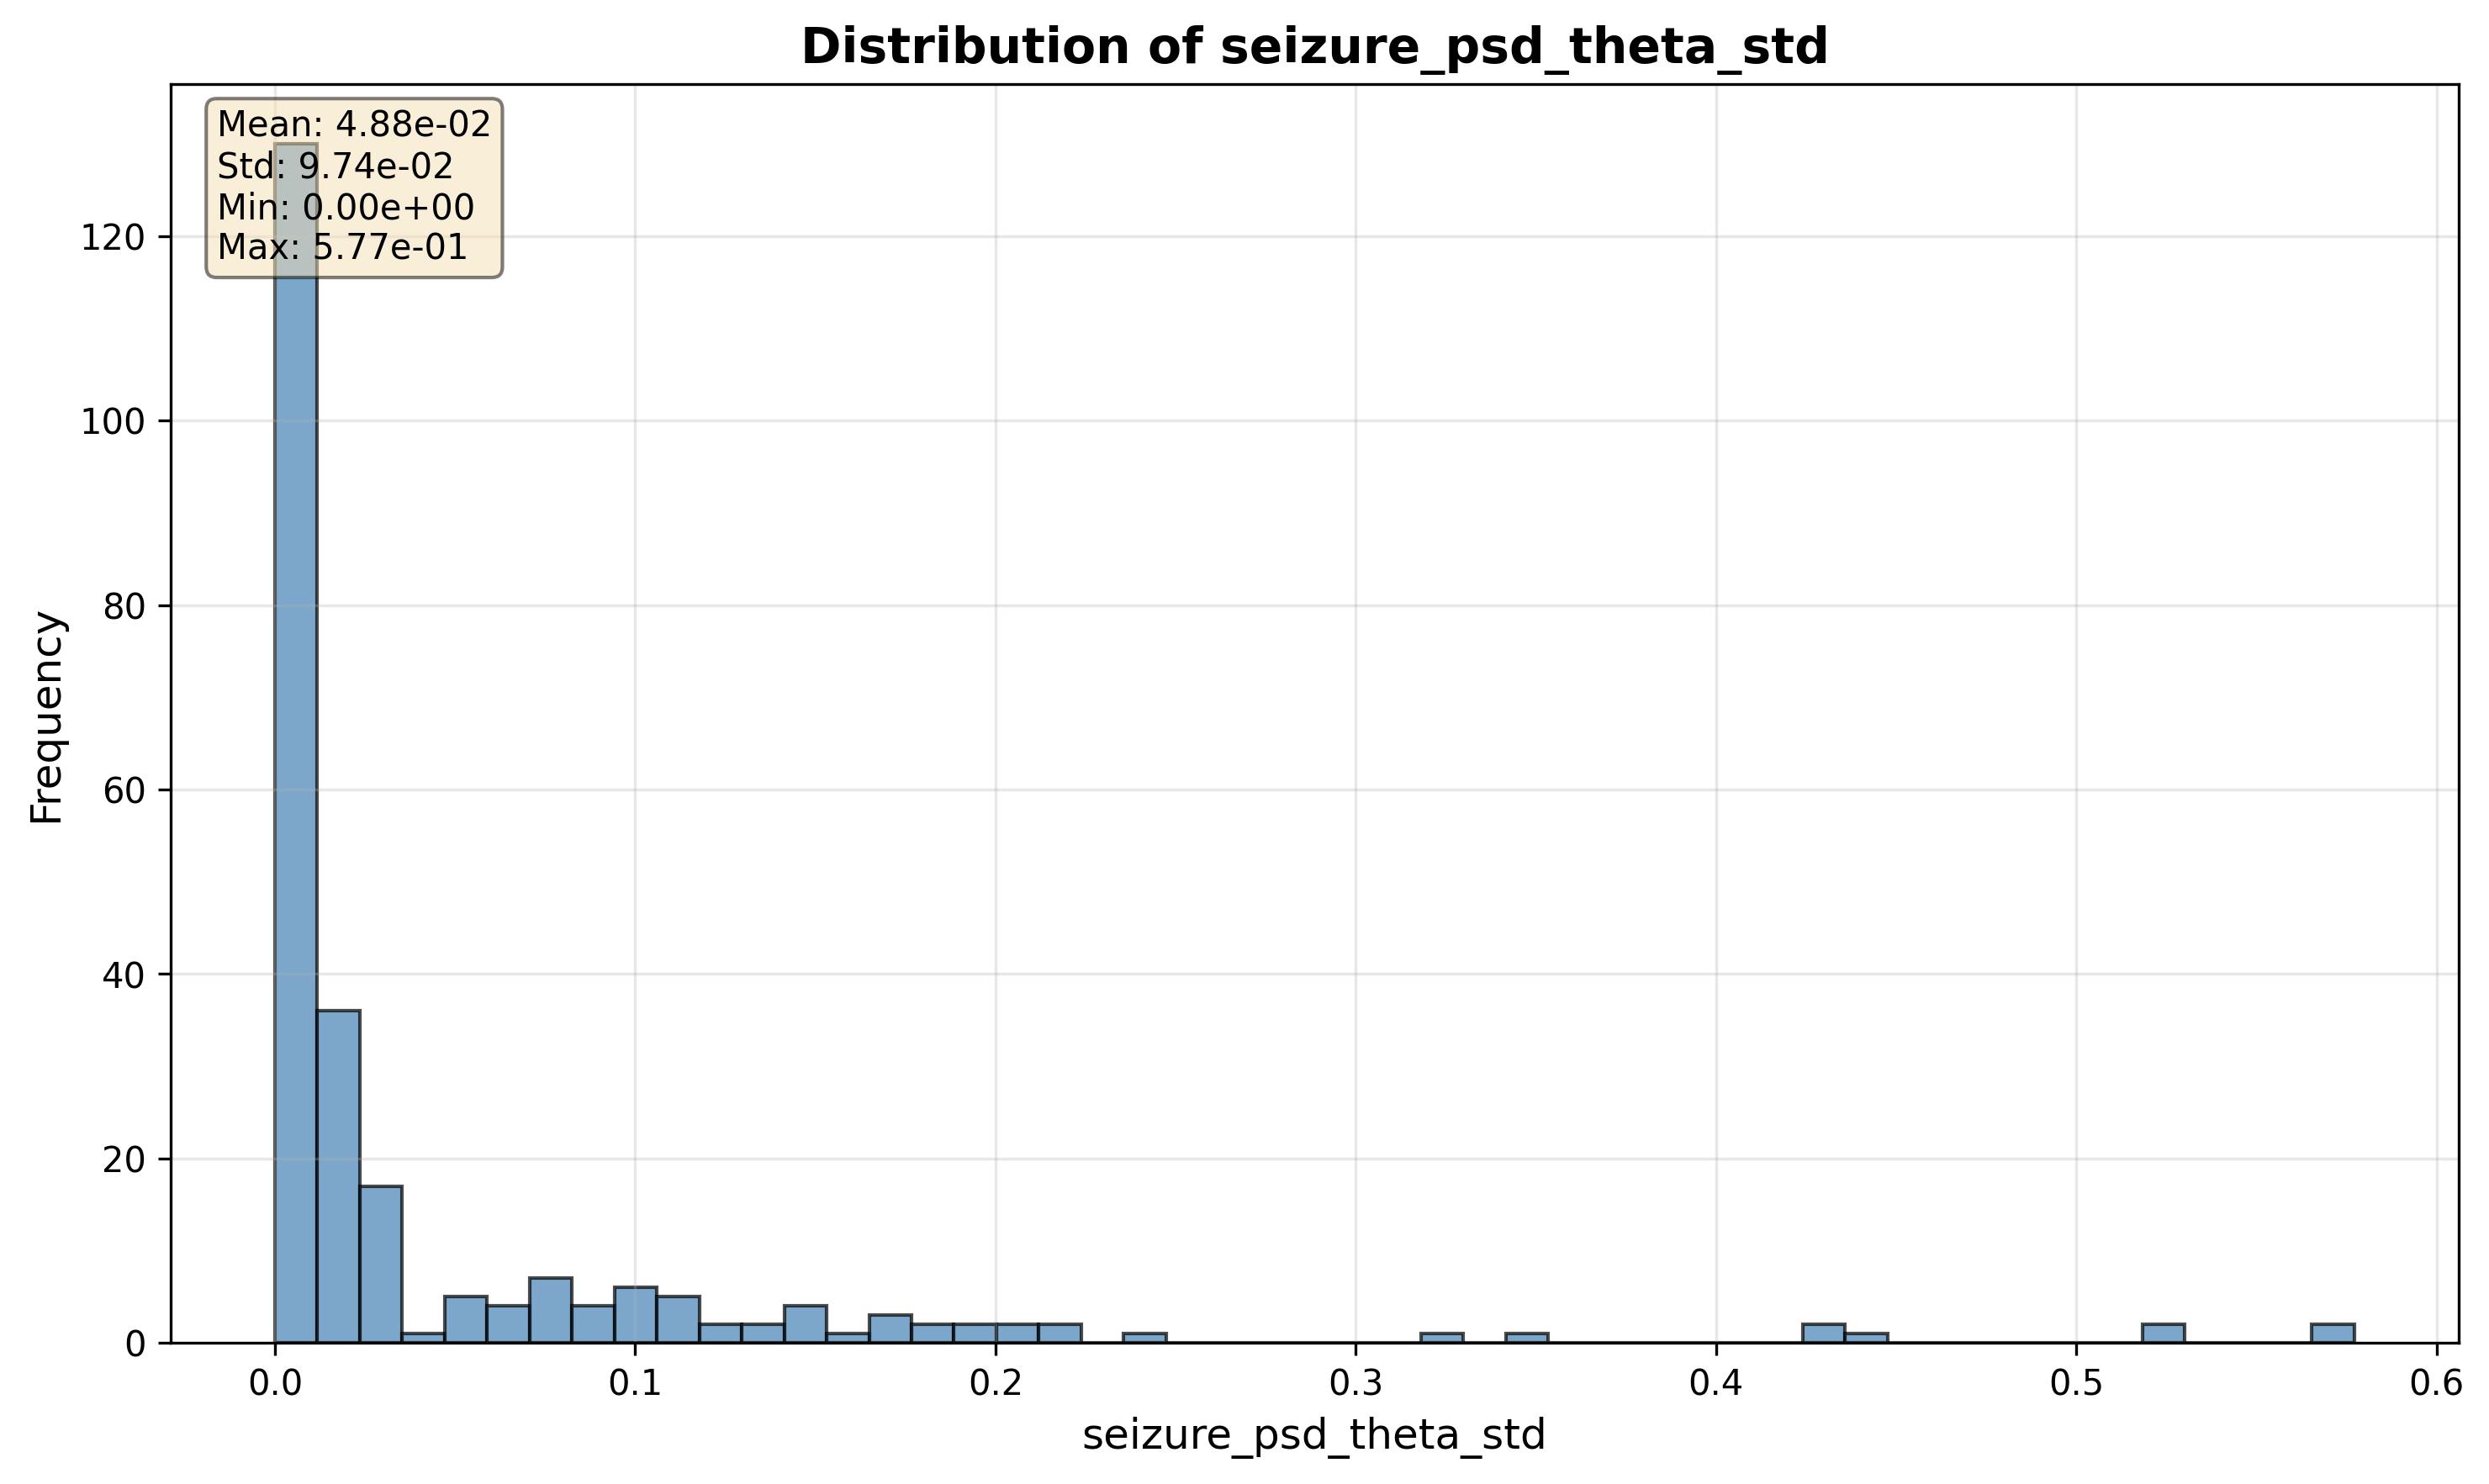 Distribution of seizure_psd_theta_std
Mean: 4.88e-02
Std: 9.74e-02
Min: 0.00e+00
Max: 5.77e-01
120
100
80
60
40
20
0
Frequency
0.0 0.1 0.2 0.3 0.4 0.5 0.6
seizure_psd_theta_std